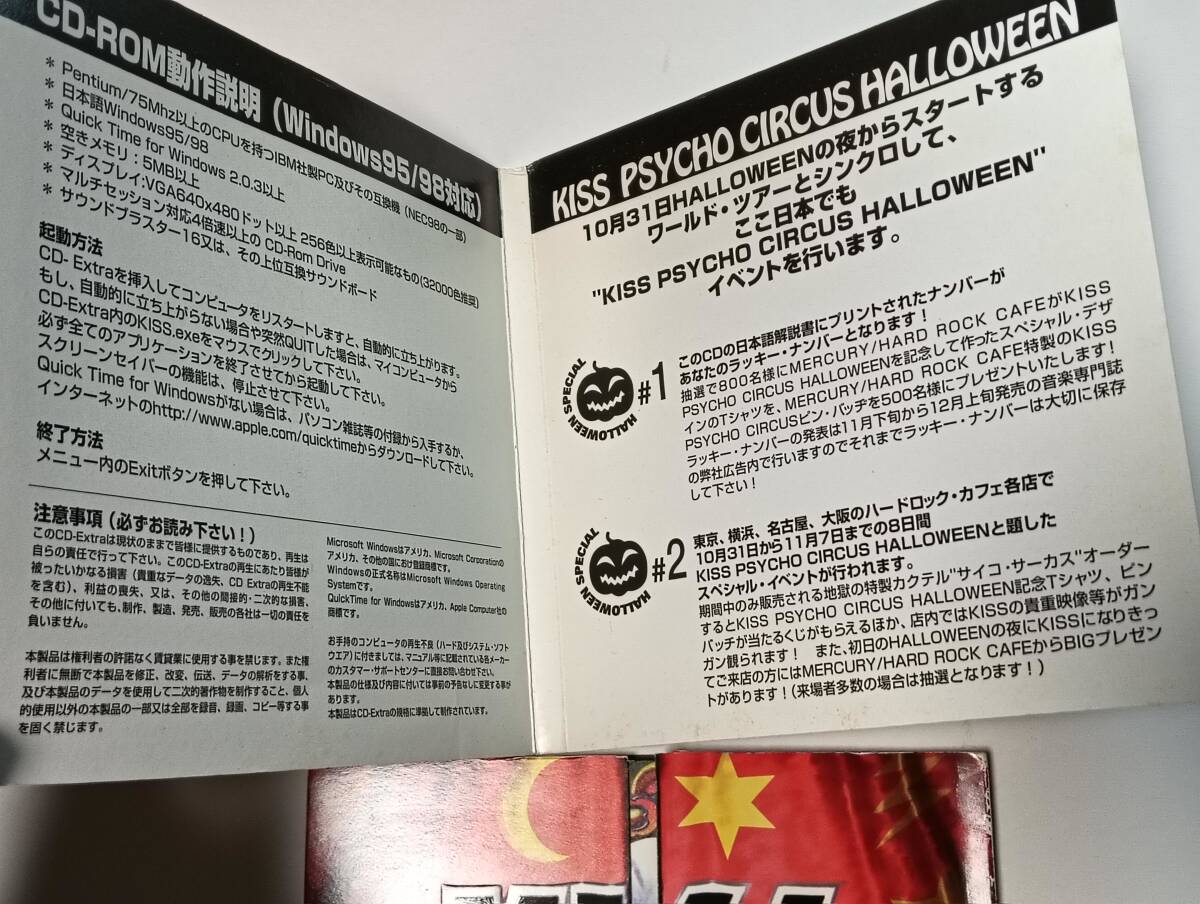 CD-ROM動作説明 (Windows95/98対応)
* Pentium/75Mhz以上のCPUを持つIBM社製PC及びその互換機 (NEC98の一部)
* 日本語Windows95/98
* Quick Time for Windows 2.0.3以上
* 空きメモリ：5MB以上
* ディスプレイ:VGA640x480ドット以上 256色以上表示可能なもの(32000色推奨)
* マルチセッション対応4倍速以上の CD-Rom Drive
* サウンドブラスター16又は、その上位互換サウンドボード
起動方法
CD- Extraを挿入してコンピュータをリスタートしますと、自動的に立ち上がります。
もし、自動的に立ち上がらない場合や突然QUITした場合は、マイコンピュータから
CD-Extra内のKISS.exeをマウスでクリックして下さい。
必ず全てのアプリケーションを終了させてから起動して下さい。
スクリーンセイバーの機能は、停止させて下さい。
Quick Time for Windowsがない場合は、パソコン雑誌等の付録から入手するか、
インターネットのhttp://www.apple.com/quicktimeからダウンロードして下さい。
終了方法
メニュー内のExitボタンを押して下さい。
注意事項 (必ずお読み下さい！)
このCD-Extraは現状のままで皆様に提供するものであり、再生は
自らの責任で行って下さい。このCD-Extraの再生にあたり皆様が
被ったいかなる損害 (貴重なデータの逸失、CD Extraの再生不能
を含む)、利益の喪失、又は、その他の間接的・二次的な損害、
その他に付いても、制作、製造、発売、販売の各社は一切の責任を
負いません。
本製品は権利者の許諾なく賃貸業に使用する事を禁じます。また権
利者に無断で本製品を修正、改変、伝送、データの解析をする事、
及び本製品のデータを使用して二次的著作物を制作すること、個人
的使用以外の本製品の一部又は全部を録音、録画、コピー等する事
を固く禁じます。
Microsoft Windowsはアメリカ、Microsoft Corporationの
アメリカ、その他の国における登録商標です。
Windowsの正式名称はMicrosoft Windows Operating
Systemです。
QuickTime for Windowsはアメリカ、Apple Computer社の
商標です。
お手持のコンピュータの再生不良 (ハード及びシステム・ソフト
ウエア) に付きましては、マニュアル等に記載されている各メーカー
のカスタマー・サポートセンターに直接お問い合わせ下さい。
本製品の仕様及び内容に付いては事前の予告なしに変更する事が
あります。
本製品はCD-Extraの規格に準拠して制作されています。
KISS PSYCHO CIRCUS HALLOWEEN
10月31日HALLOWEENの夜からスタートする
ワールド・ツアーとシンクロして、
ここ日本でも
"KISS PSYCHO CIRCUS HALLOWEEN"
イベントを行います。
HALLOWEEN SPECIAL
#1
このCDの日本語解説書にプリントされたナンバーが
あなたのラッキー・ナンバーとなります！
抽選で800名様にMERCURY/HARD ROCK CAFEがKISS
PSYCHO CIRCUS HALLOWEENを記念して作ったスペシャル・デザ
インのTシャツを、MERCURY/HARD ROCK CAFE特製のKISS
PSYCHO CIRCUSピン・バッヂを500名様にプレゼントいたします！
ラッキー・ナンバーの発表は11月下旬から12月上旬発売の音楽専門誌
の弊社広告内で行いますのでそれまでラッキー・ナンバーは大切に保存
して下さい！
HALLOWEEN SPECIAL
#2
東京、横浜、名古屋、大阪のハードロック・カフェ各店で
10月31日から11月7日までの8日間
KISS PSYCHO CIRCUS HALLOWEENと題した
スペシャル・イベントが行われます。
期間中のみ販売される地獄の特製カクテル"サイコ・サーカス"オーダー
するとKISS PSYCHO CIRCUS HALLOWEEN記念Tシャツ、ピン
バッチが当たるくじがもらえるほか、店内ではKISSの貴重映像等がガン
ガン観られます！ また、初日のHALLOWEENの夜にKISSになりきっ
てご来店の方にはMERCURY/HARD ROCK CAFEからBIGプレゼン
トがあります！(来場者多数の場合は抽選となります！)